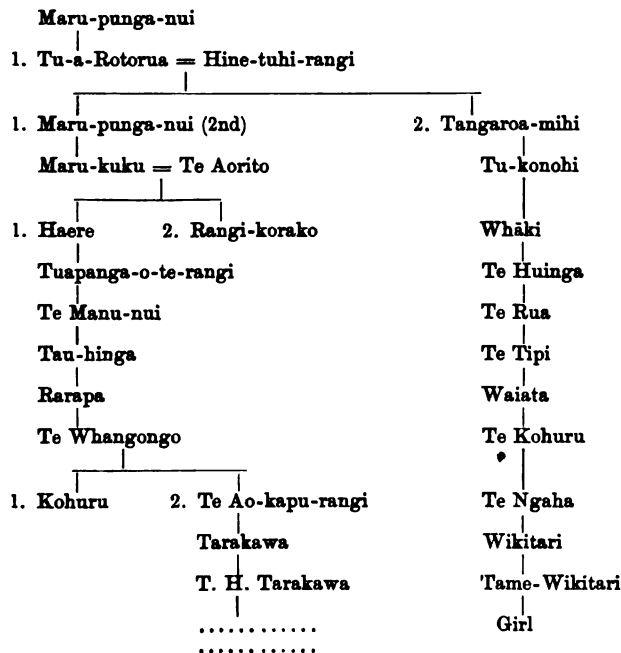 Maru-punga-nui
1. Tu-a-Rotorua = Hine-tuhi-rangi
1. Maru-punga-nui (2nd) 2. Tangaroa-mihi
Maru-kuku = Te Aorito Tu-konohi
1. Haere 2. Rangi-korako Whāki
Tuapanga-o-te-rangi Te Huinga
Te Manu-nui Te Rua
Tau-hinga Te Tipi
Rarapa Waiata
Te Whangongo Te Kohuru
1. Kohuru 2. Te Ao-kapu-rangi Te Ngaha
Tarakawa Wikitari
T. H. Tarakawa Tame-Wikitari
............ Girl
............